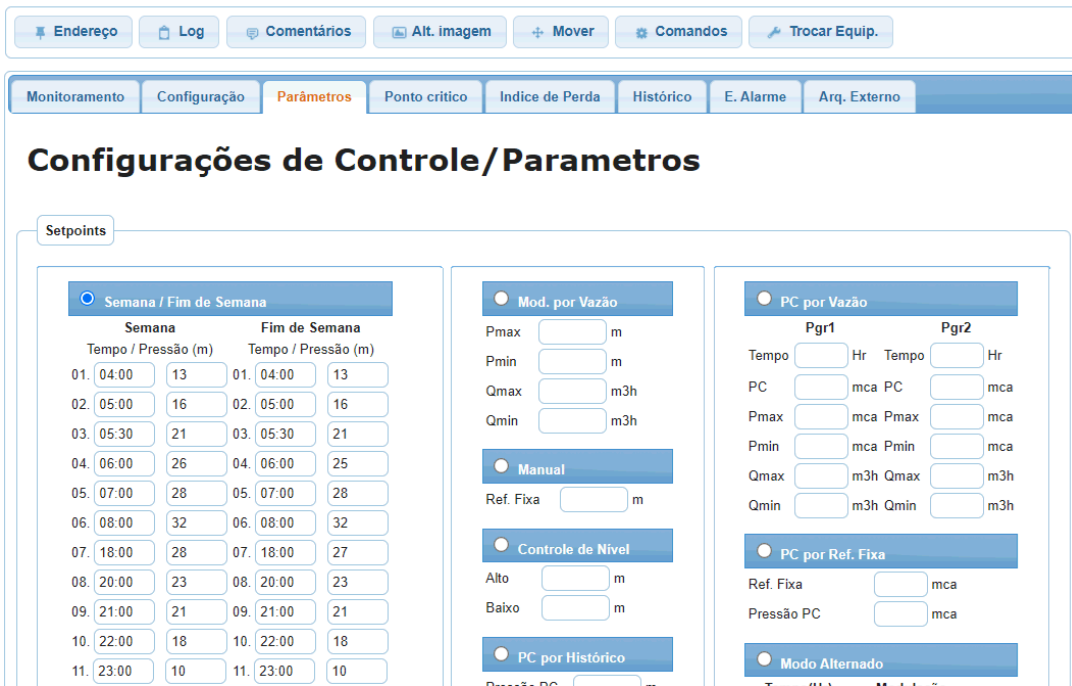 Endereço Log Comentários Alt. imagem Mover Comandos Trocar Equip.
Monitoramento Configuração Parâmetros Ponto critico Indice de Perda Histórico E. Alarme Arq. Externo
Configurações de Controle/Parametros
Setpoints
Semana / Fim de Semana
Semana Fim de Semana
Tempo / Pressão (m) Tempo / Pressão (m)
01. 04:00 13 01. 04:00 13
02. 05:00 16 02. 05:00 16
03. 05:30 21 03. 05:30 21
04. 06:00 26 04. 06:00 25
05. 07:00 28 05. 07:00 28
06. 08:00 32 06. 08:00 32
07. 18:00 28 07. 18:00 27
08. 20:00 23 08. 20:00 23
09. 21:00 21 09. 21:00 21
10. 22:00 18 10. 22:00 18
11. 23:00 10 11. 23:00 10
Mod. por Vazão
Pmax m
Pmin m
Qmax m3h
Qmin m3h
Manual
Ref. Fixa m
Controle de Nível
Alto m
Baixo m
PC por Histórico
Pressão PC m
PC por Vazão
Pgr1 Pgr2
Tempo Hr Tempo Hr
PC mca PC mca
Pmax mca Pmax mca
Pmin mca Pmin mca
Qmax m3h Qmax m3h
Qmin m3h Qmin m3h
PC por Ref. Fixa
Ref. Fixa mca
Pressão PC mca
Modo Alternado